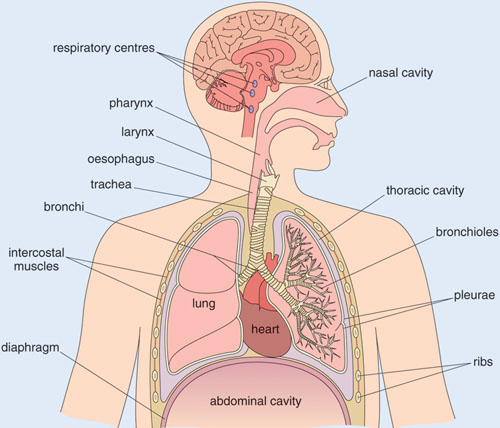 respiratory centres
nasal cavity
pharynx
larynx
oesophagus
trachea
thoracic cavity
bronchi
bronchioles
intercostal
muscles
pleurae
lung
heart
diaphragm
ribs
abdominal cavity